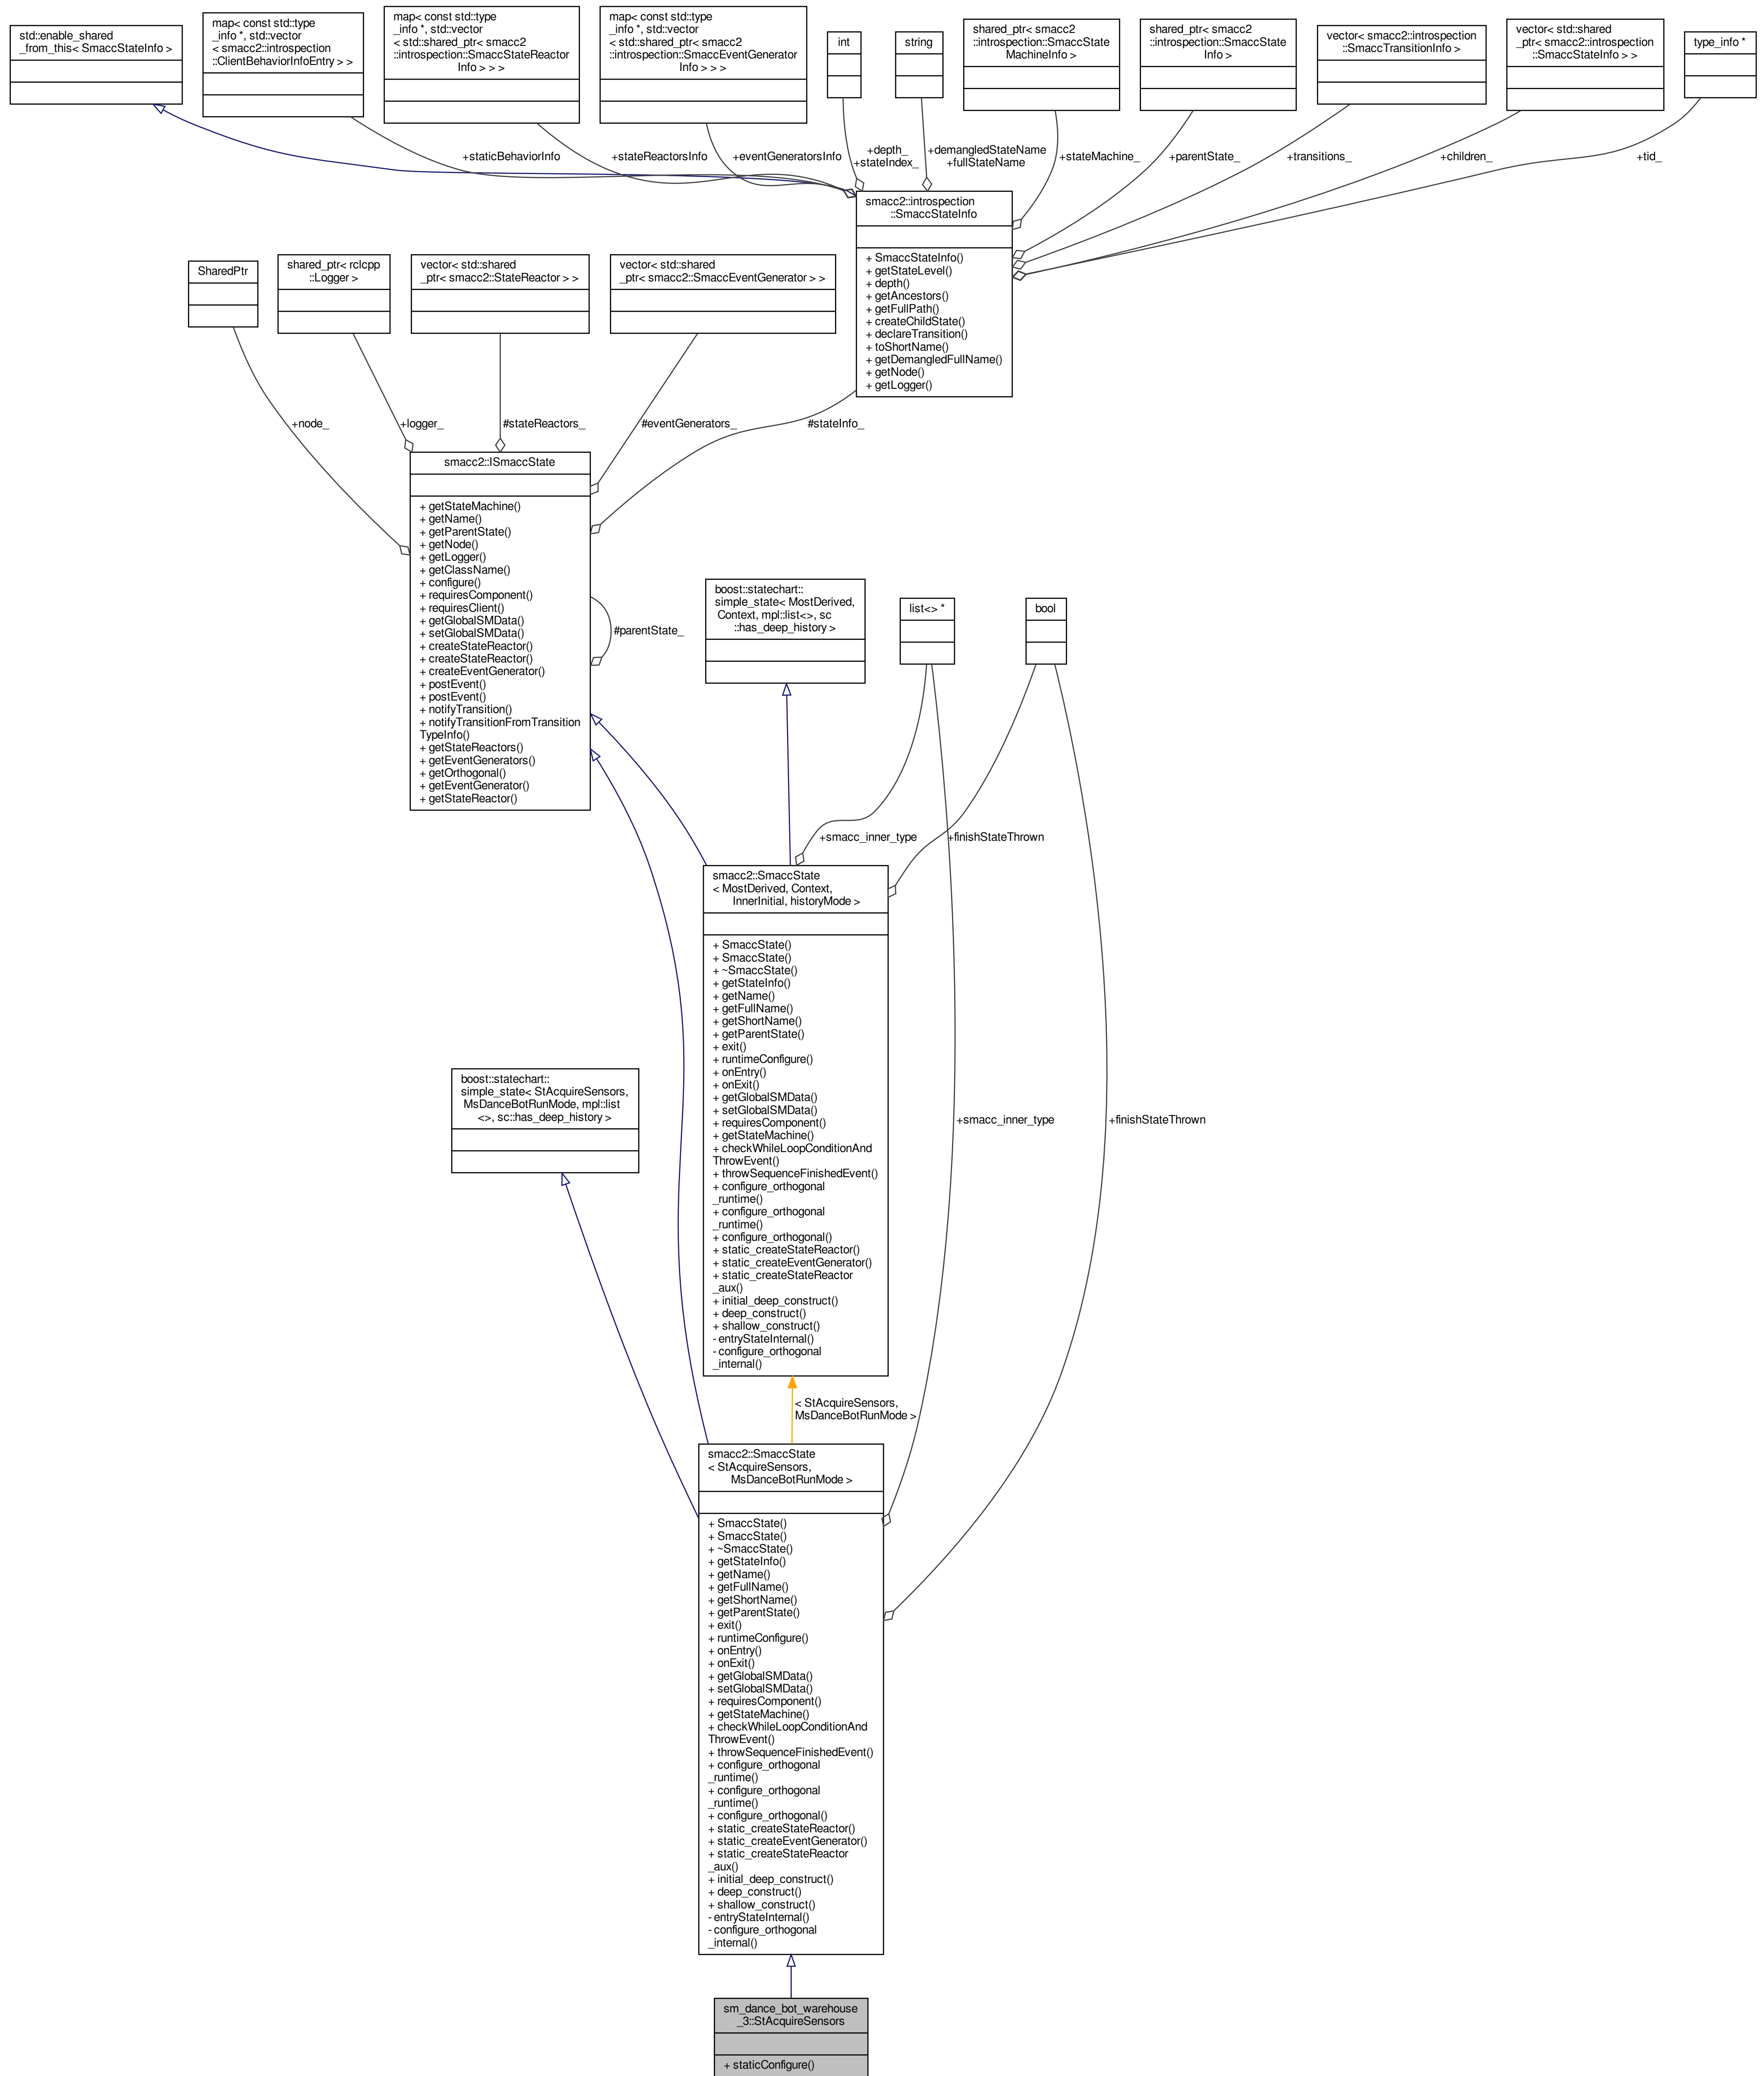 std::enable_shared
_from_this< SmaccStateInfo >
map< const std::type
_info *, std::vector
< smacc2::introspection
::ClientBehaviorInfoEntry > >
map< const std::type
_info *, std::vector
< std::shared_ptr< smacc2
::introspection::SmaccStateReactor
Info > > >
map< const std::type
_info *, std::vector
< std::shared_ptr< smacc2
::introspection::SmaccEventGenerator
Info > > >
int
string
shared_ptr< smacc2
::introspection::SmaccState
MachineInfo >
shared_ptr< smacc2
::introspection::SmaccState
Info >
vector< smacc2::introspection
::SmaccTransitionInfo >
vector< std::shared
_ptr< smacc2::introspection
::SmaccStateInfo > >
type_info *
+staticBehaviorInfo
+stateReactorsInfo
+eventGeneratorsInfo
+depth_
+stateIndex_
+demangledStateName
+fullStateName
+stateMachine_
+parentState_
+transitions_
+children_
+tid_
smacc2::introspection
::SmaccStateInfo
+ SmaccStateInfo()
+ getStateLevel()
+ depth()
+ getAncestors()
+ getFullPath()
+ createChildState()
+ declareTransition()
+ toShortName()
+ getDemangledFullName()
+ getNode()
+ getLogger()
SharedPtr
shared_ptr< rclcpp
::Logger >
vector< std::shared
_ptr< smacc2::StateReactor > >
vector< std::shared
_ptr< smacc2::SmaccEventGenerator > >
+node_
+logger_
#stateReactors_
#eventGenerators_
#stateInfo_
smacc2::ISmaccState
+ getStateMachine()
+ getName()
+ getParentState()
+ getNode()
+ getLogger()
+ getClassName()
+ configure()
+ requiresComponent()
+ requiresClient()
+ getGlobalSMData()
+ setGlobalSMData()
+ createStateReactor()
+ createStateReactor()
+ createEventGenerator()
+ postEvent()
+ postEvent()
+ notifyTransition()
+ notifyTransitionFromTransition
TypeInfo()
+ getStateReactors()
+ getEventGenerators()
+ getOrthogonal()
+ getEventGenerator()
+ getStateReactor()
#parentState_
boost::statechart::
simple_state< MostDerived,
Context, mpl::list<>, sc
::has_deep_history >
list<> *
bool
+smacc_inner_type
+finishStateThrown
smacc2::SmaccState
< MostDerived, Context,
InnerInitial, historyMode >
+ SmaccState()
+ SmaccState()
+ ~SmaccState()
+ getStateInfo()
+ getName()
+ getFullName()
+ getShortName()
+ getParentState()
+ exit()
+ runtimeConfigure()
+ onEntry()
+ onExit()
+ getGlobalSMData()
+ setGlobalSMData()
+ requiresComponent()
+ getStateMachine()
+ checkWhileLoopConditionAnd
ThrowEvent()
+ throwSequenceFinishedEvent()
+ configure_orthogonal
_runtime()
+ configure_orthogonal
_runtime()
+ configure_orthogonal()
+ static_createStateReactor()
+ static_createEventGenerator()
+ static_createStateReactor
_aux()
+ initial_deep_construct()
+ deep_construct()
+ shallow_construct()
- entryStateInternal()
- configure_orthogonal
_internal()
boost::statechart::
simple_state< StAcquireSensors,
MsDanceBotRunMode, mpl::list
<>, sc::has_deep_history >
+smacc_inner_type
+finishStateThrown
< StAcquireSensors,
MsDanceBotRunMode >
smacc2::SmaccState
< StAcquireSensors,
MsDanceBotRunMode >
+ SmaccState()
+ SmaccState()
+ ~SmaccState()
+ getStateInfo()
+ getName()
+ getFullName()
+ getShortName()
+ getParentState()
+ exit()
+ runtimeConfigure()
+ onEntry()
+ onExit()
+ getGlobalSMData()
+ setGlobalSMData()
+ requiresComponent()
+ getStateMachine()
+ checkWhileLoopConditionAnd
ThrowEvent()
+ throwSequenceFinishedEvent()
+ configure_orthogonal
_runtime()
+ configure_orthogonal
_runtime()
+ configure_orthogonal()
+ static_createStateReactor()
+ static_createEventGenerator()
+ static_createStateReactor
_aux()
+ initial_deep_construct()
+ deep_construct()
+ shallow_construct()
- entryStateInternal()
- configure_orthogonal
_internal()
sm_dance_bot_warehouse
_3::StAcquireSensors
+ staticConfigure()